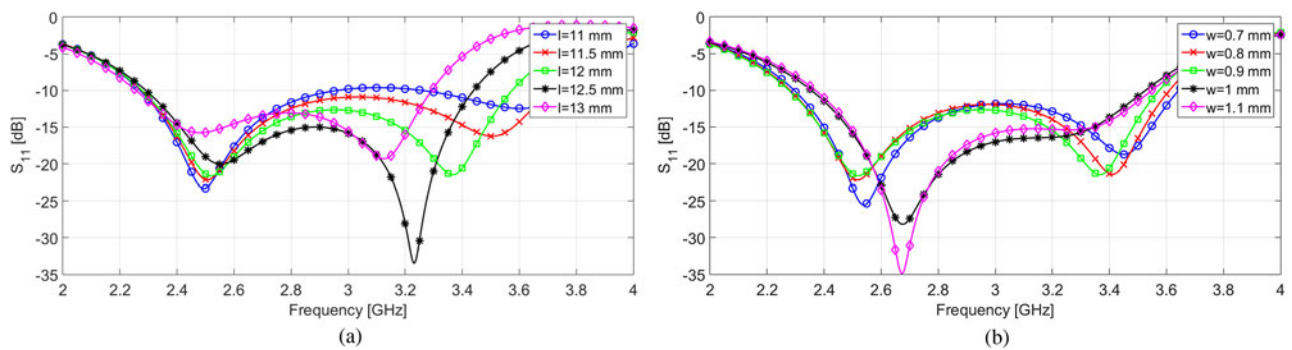 S11 [dB]
0
-5
-10
-15
-20
-25
-30
-35
2 2.2 2.4 2.6 2.8 3 3.2 3.4 3.6 3.8 4
Frequency [GHz]
l=11 mm
l=11.5 mm
l=12 mm
l=12.5 mm
l=13 mm
(a)
S11 [dB]
0
-5
-10
-15
-20
-25
-30
-35
2 2.2 2.4 2.6 2.8 3 3.2 3.4 3.6 3.8 4
Frequency [GHz]
w=0.7 mm
w=0.8 mm
w=0.9 mm
w=1 mm
w=1.1 mm
(b)